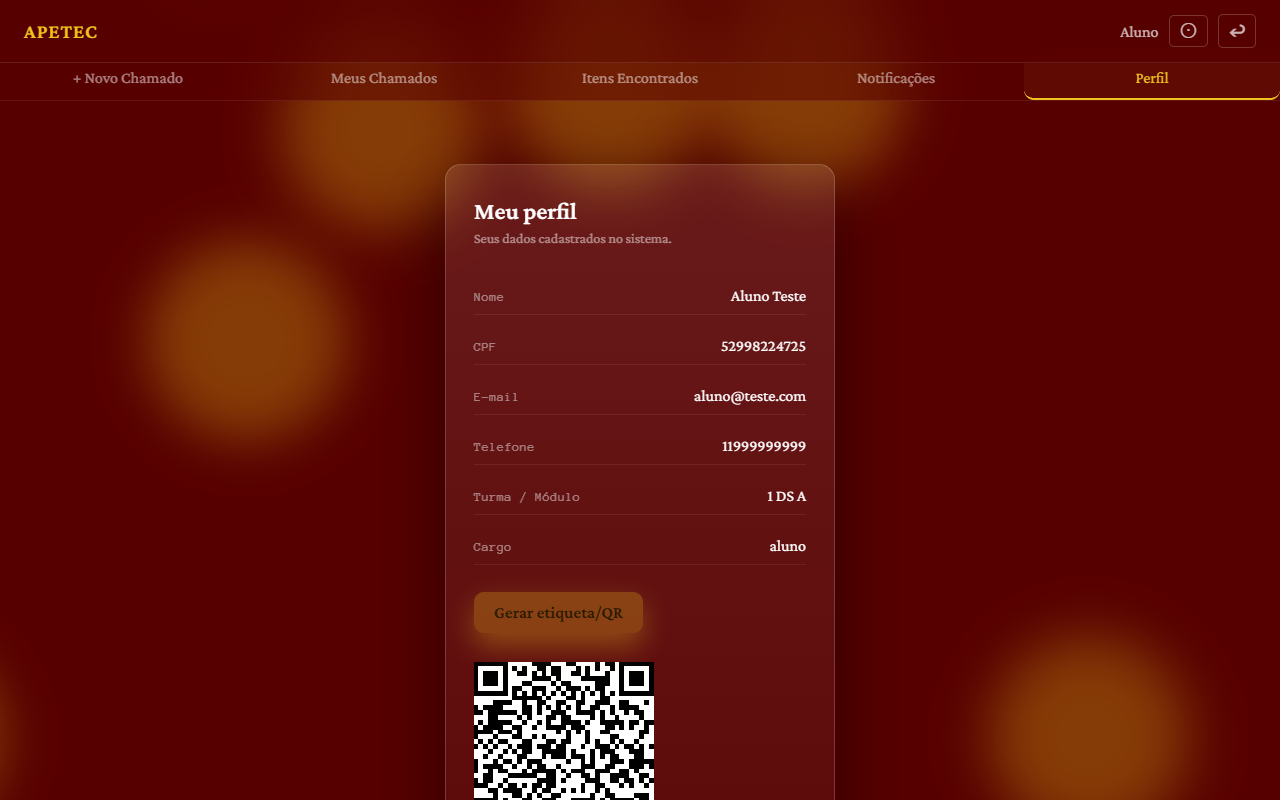 APETEC
Aluno
+ Novo Chamado
Meus Chamados
Itens Encontrados
Notificações
Perfil
Meu perfil
Seus dados cadastrados no sistema.
Nome Aluno Teste
CPF 52998224725
E-mail aluno@teste.com
Telefone 11999999999
Turma / Módulo 1 DS A
Cargo aluno
Gerar etiqueta/QR